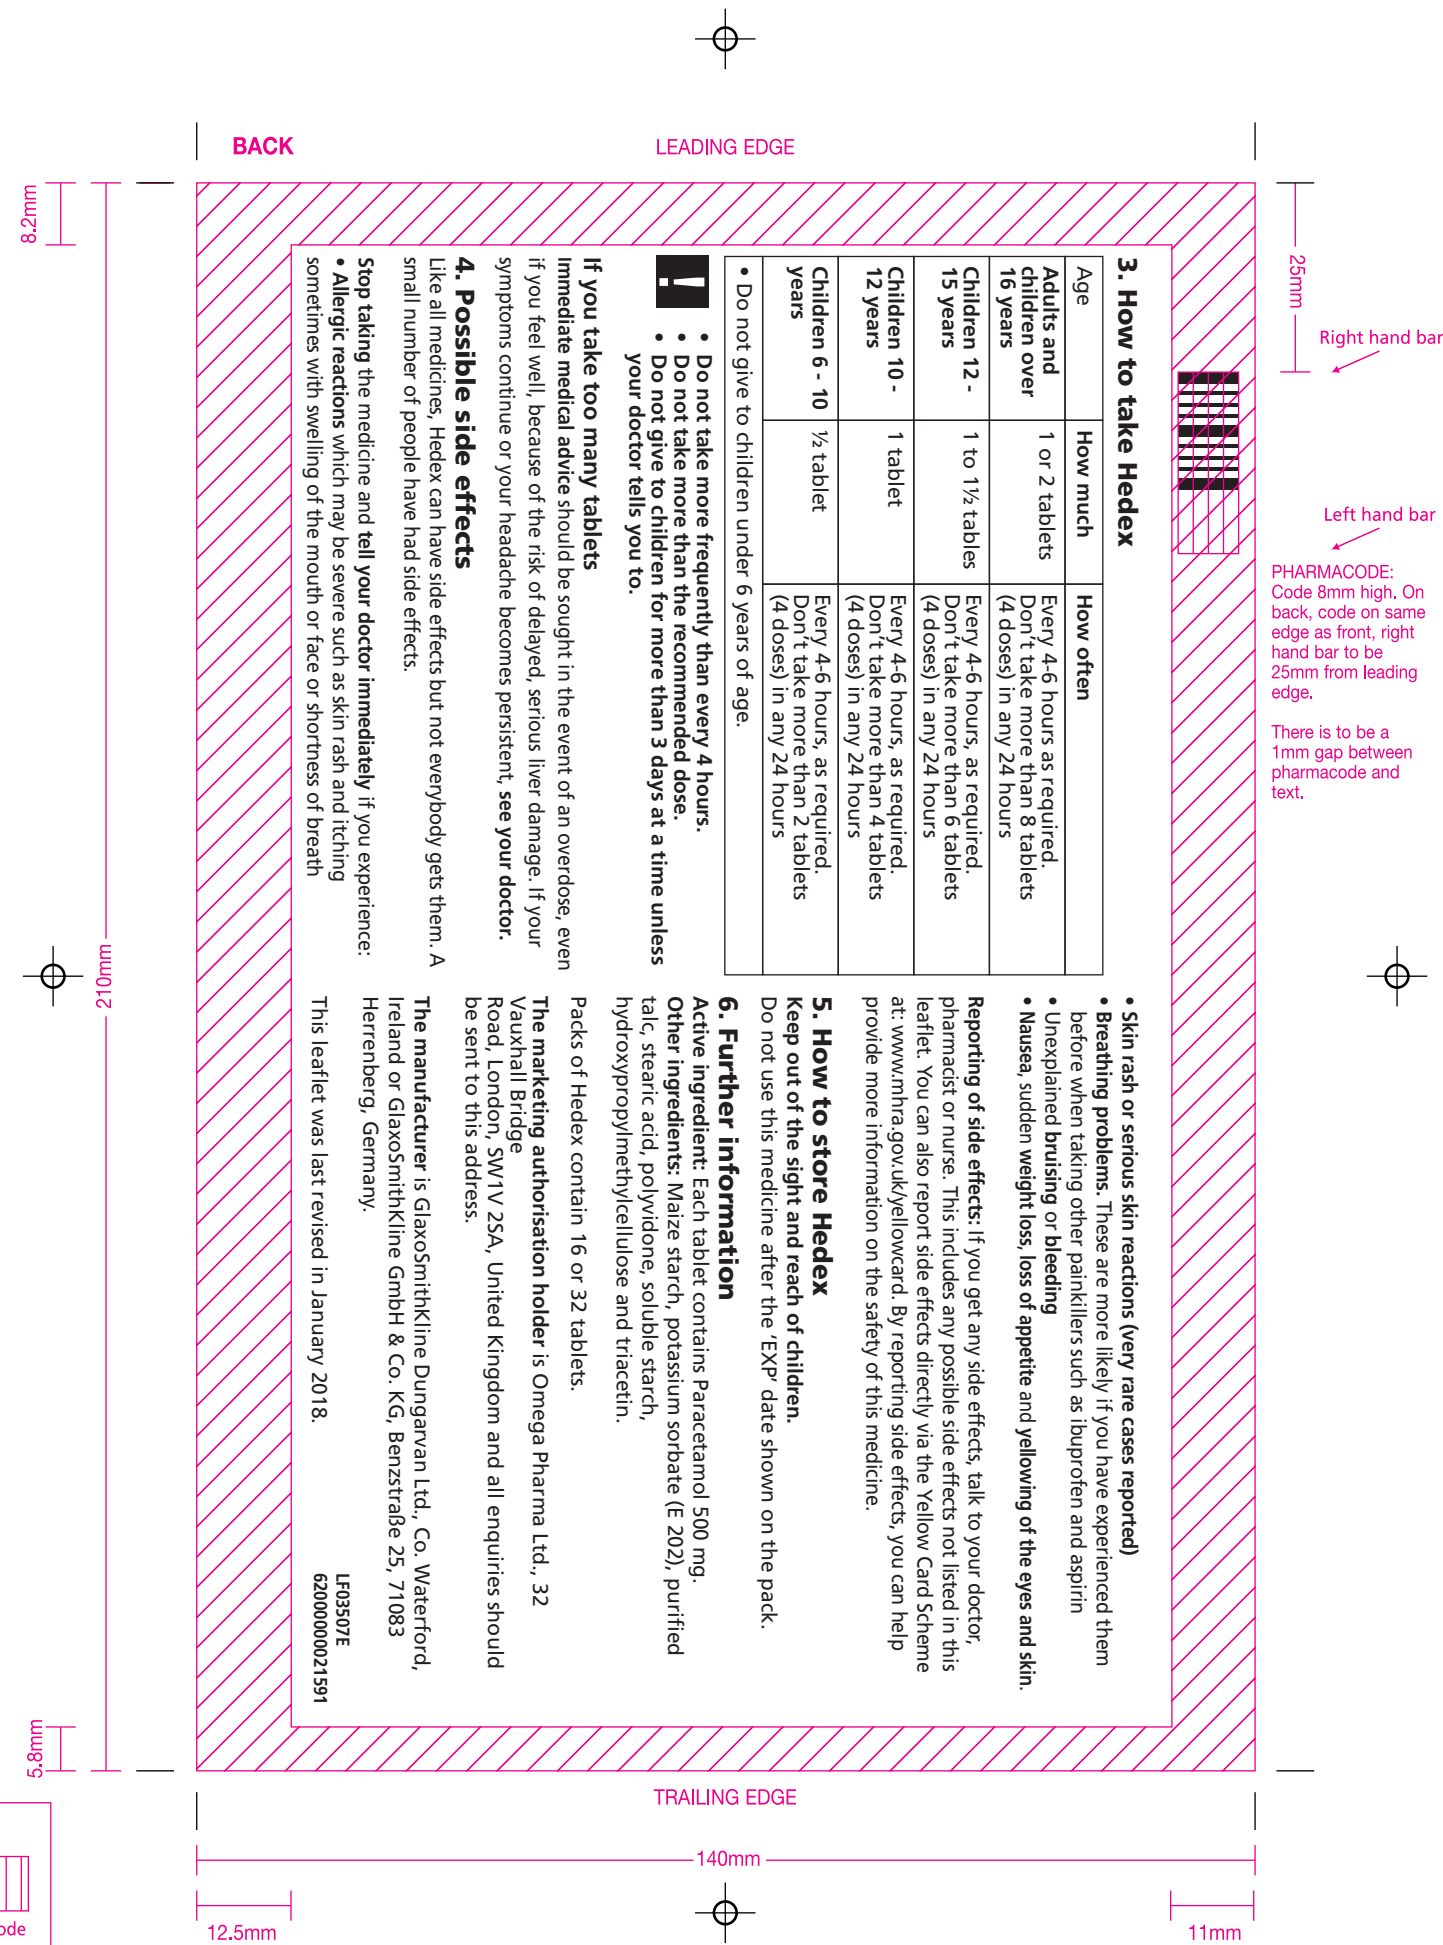 BACK
LEADING EDGE
8.2mm
25mm
Right hand bar
Left hand bar
PHARMACODE:
Code 8mm high. On
back, code on same
edge as front, right
hand bar to be
25mm from leading
edge.
There is to be a
1mm gap between
pharmacode and
text.
210mm
3. How to take Hedex
Age How much How often
Adults and
children over
16 years
1 or 2 tablets
Every 4-6 hours as required.
Don't take more than 8 tablets
(4 doses) in any 24 hours
Children 12 -
15 years
1 to 1½ tables
Every 4-6 hours, as required.
Don't take more than 6 tablets
(4 doses) in any 24 hours
Children 10 -
12 years
1 tablet
Every 4-6 hours, as required.
Don't take more than 4 tablets
(4 doses) in any 24 hours
Children 6 - 10
years
½ tablet
Every 4-6 hours, as required.
Don't take more than 2 tablets
(4 doses) in any 24 hours
• Do not give to children under 6 years of age.
!
• Do not take more frequently than every 4 hours.
• Do not take more than the recommended dose.
• Do not give to children for more than 3 days at a time unless
your doctor tells you to.
If you take too many tablets
Immediate medical advice should be sought in the event of an overdose, even
if you feel well, because of the risk of delayed, serious liver damage. If your
symptoms continue or your headache becomes persistent, see your doctor.
4. Possible side effects
Like all medicines, Hedex can have side effects but not everybody gets them. A
small number of people have had side effects.
Stop taking the medicine and tell your doctor immediately if you experience:
• Allergic reactions which may be severe such as skin rash and itching
sometimes with swelling of the mouth or face or shortness of breath
• Skin rash or serious skin reactions (very rare cases reported)
• Breathing problems. These are more likely if you have experienced them
before when taking other painkillers such as ibuprofen and aspirin
• Unexplained bruising or bleeding
• Nausea, sudden weight loss, loss of appetite and yellowing of the eyes and skin.
Reporting of side effects: If you get any side effects, talk to your doctor,
pharmacist or nurse. This includes any possible side effects not listed in this
leaflet. You can also report side effects directly via the Yellow Card Scheme
at: www.mhra.gov.uk/yellowcard. By reporting side effects, you can help
provide more information on the safety of this medicine.
5. How to store Hedex
Keep out of the sight and reach of children.
Do not use this medicine after the ‘EXP’ date shown on the pack.
6. Further information
Active ingredient: Each tablet contains Paracetamol 500 mg.
Other ingredients: Maize starch, potassium sorbate (E 202), purified
talc, stearic acid, polyvidone, soluble starch,
hydroxypropylmethylcellulose and triacetin.
Packs of Hedex contain 16 or 32 tablets.
The marketing authorisation holder is Omega Pharma Ltd., 32
Vauxhall Bridge
Road, London, SW1V 2SA, United Kingdom and all enquiries should
be sent to this address.
The manufacturer is GlaxoSmithKline Dungarvan Ltd., Co. Waterford,
Ireland or GlaxoSmithKline GmbH & Co. KG, Benzstraße 25, 71083
Herrenberg, Germany.
This leaflet was last revised in January 2018.
LF03507E
62000000021591
5.8mm
TRAILING EDGE
140mm
12.5mm
11mm